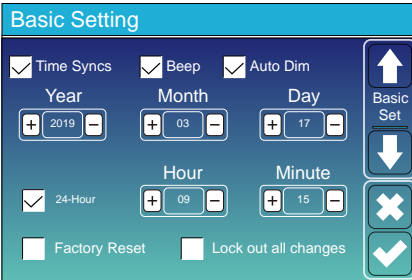 Basic Setting
Time Syncs Beep Auto Dim
Year Month Day
Basic
Set
+ 2019 − + 03 − + 17 −
Hour Minute
24-Hour + 09 − + 15 −
Factory Reset Lock out all changes